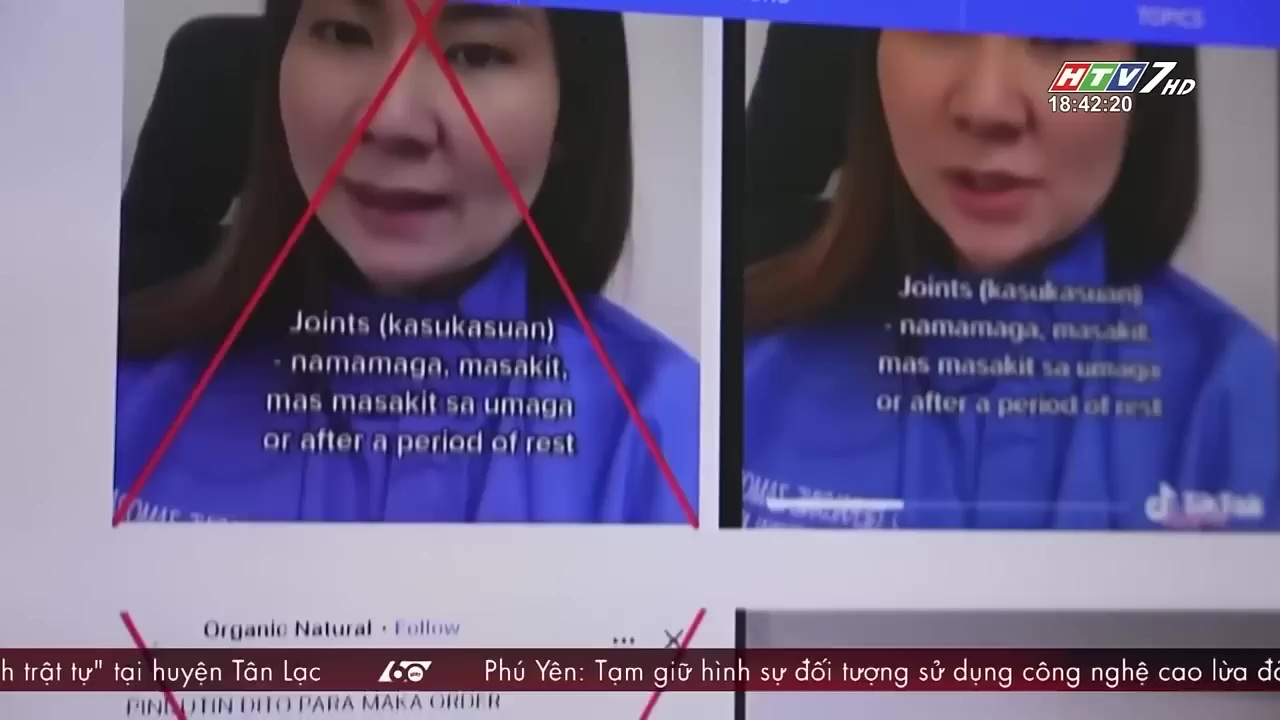 TOPICS
HTV7 HD
18:42:20
Joints (kasukasuan)
- namamaga, masakit,
mas masakit sa umaga
or after a period of rest
Joints (kasukasuan)
- namamaga, masakit,
mas masakit sa umaga
or after a period of rest
TikTok
Organic Natural · Follow
h trật tự" tại huyện Tân Lạc
60
Phú Yên: Tạm giữ hình sự đối tượng sử dụng công nghệ cao lừa đ
DITO PARA MAKA ORDER